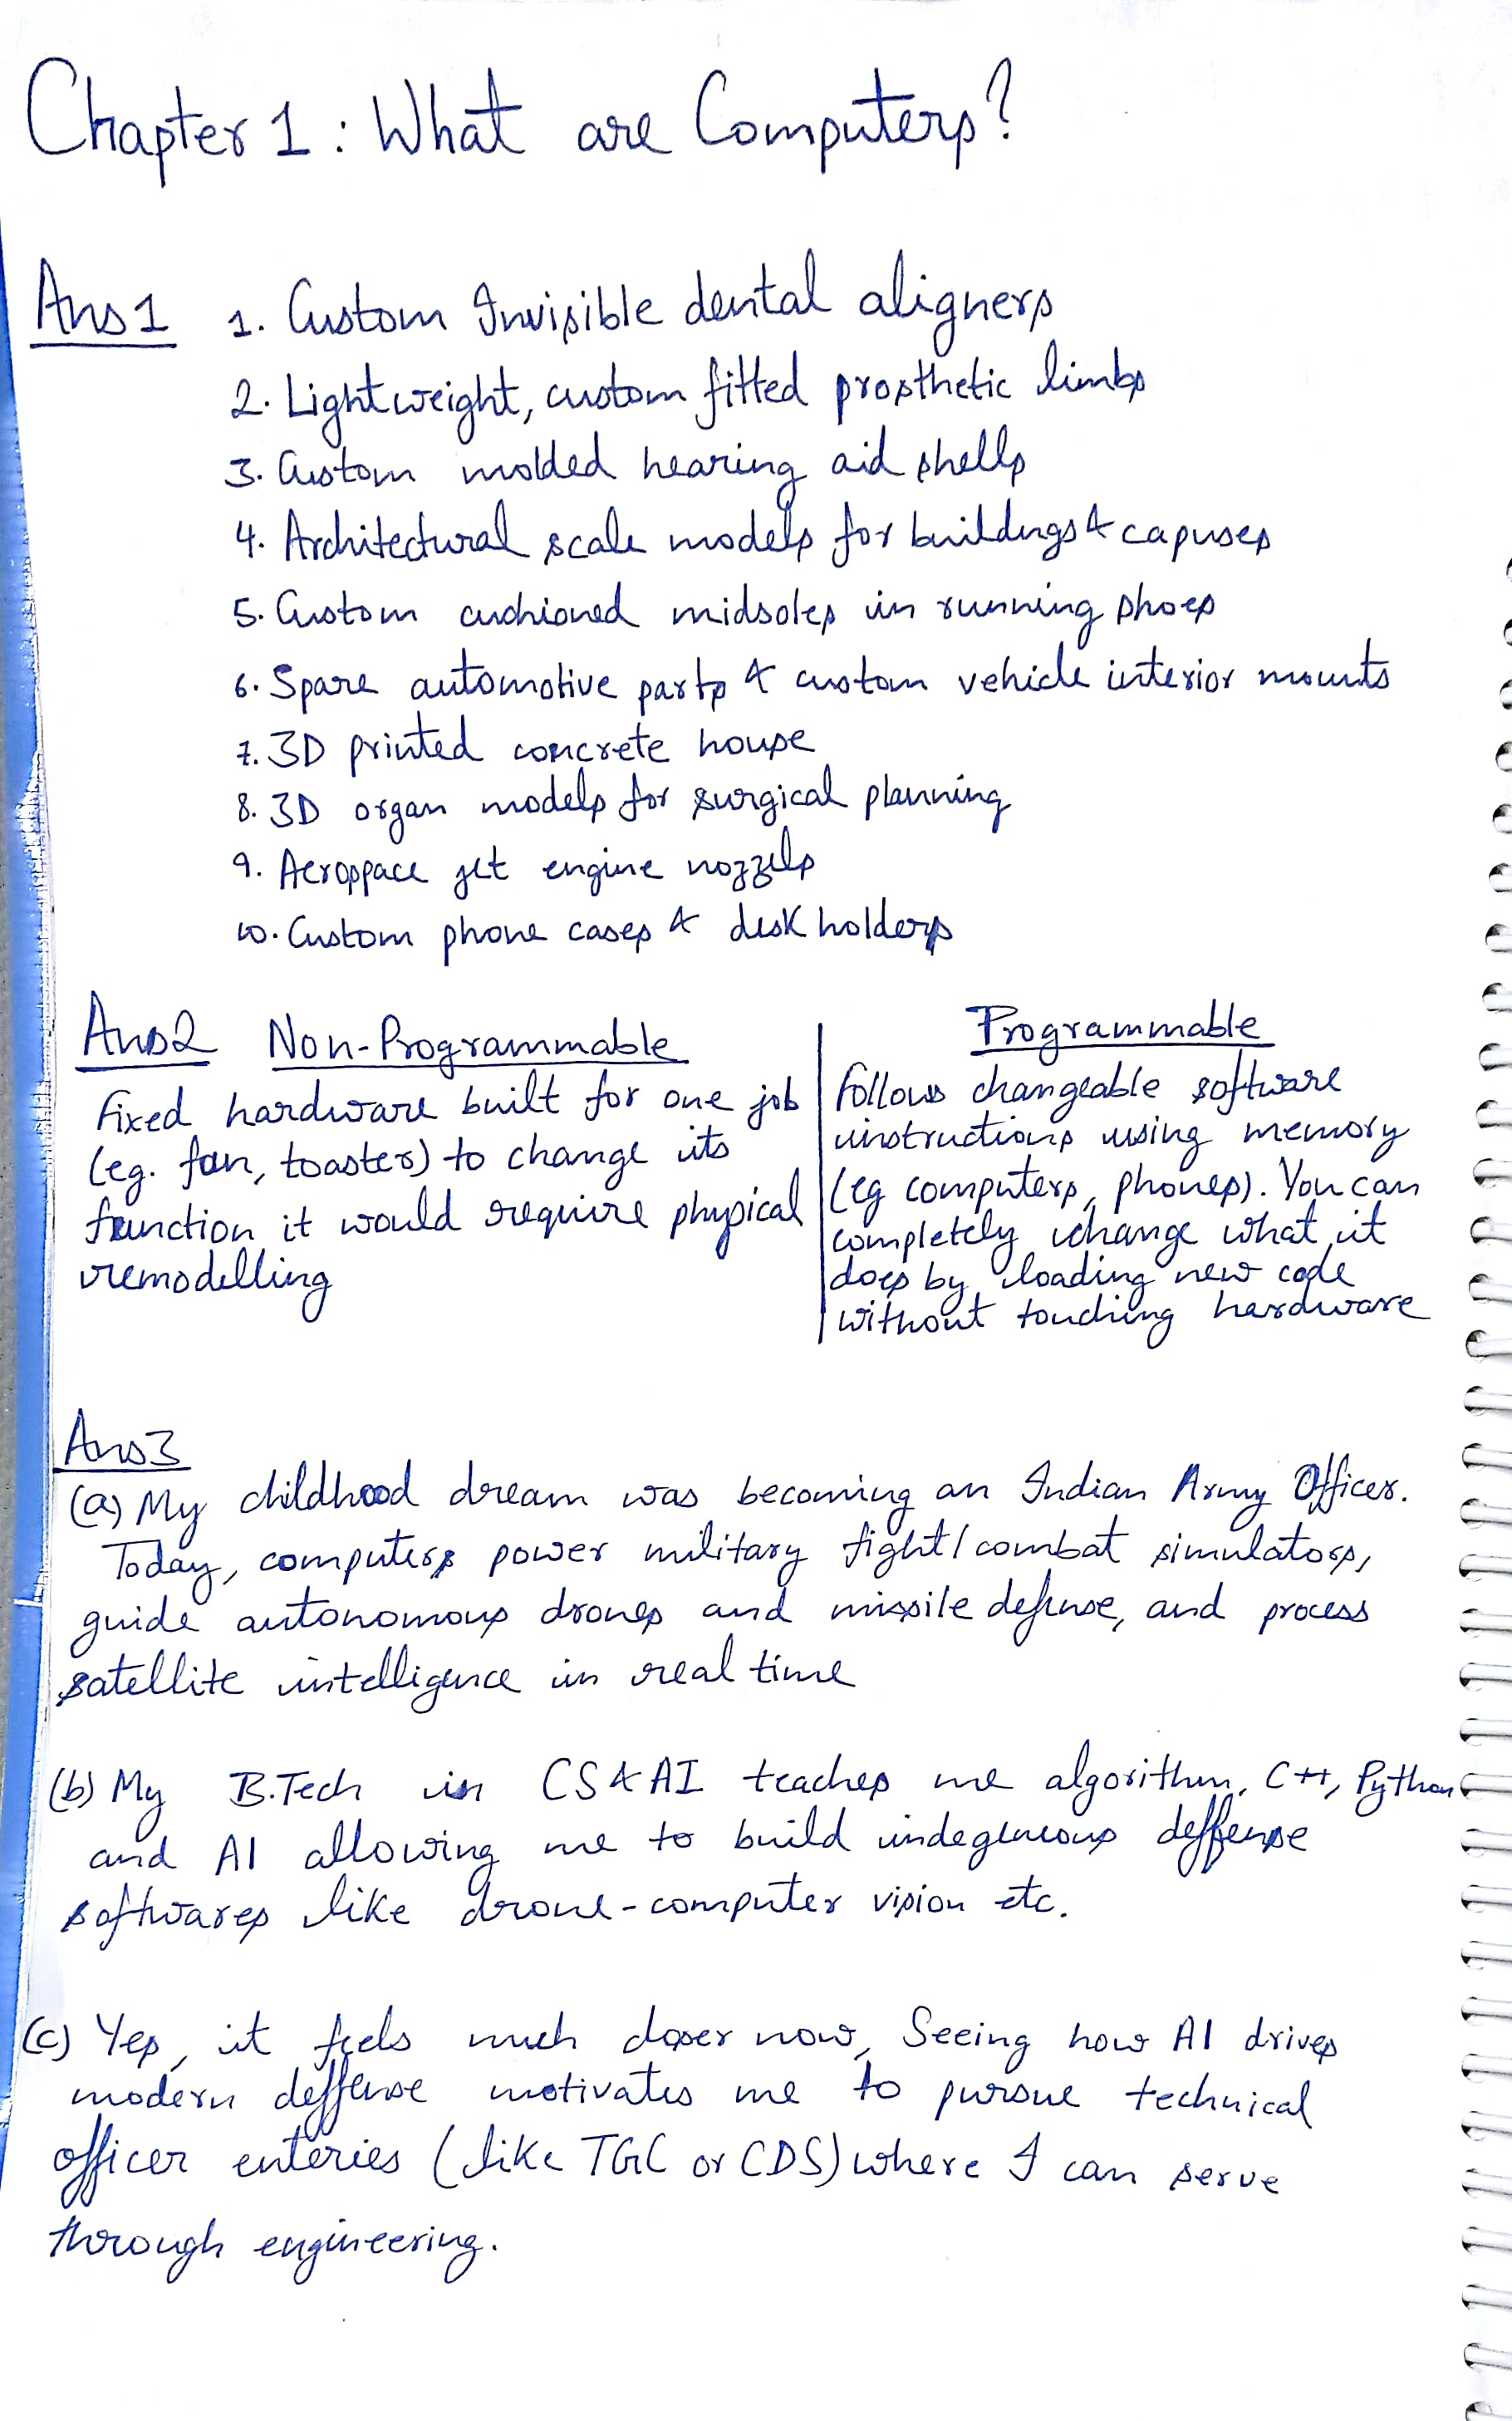 Chapter 1 : What are Computers?
Ans 1 1. Custom Invisible dental aligners
2. Lightweight, custom fitted prosthetic limbs
3. Custom molded hearing aid shells
4. Architectural scale models for buildings & capuses
5. Custom cushioned midsoles in running shoes
6. Spare automotive parts & custom vehicle interior mounts
7. 3D printed concrete house
8. 3D organ models for surgical planning
9. Aerospace jet engine nozzels
10. Custom phone cases & desk holders
Ans2 Non-Programmable
Fixed hardware built for one job
(eg. fan, toaster) to change its
function it would require physical
remodelling
Programmable
Follows changeable software
instructions using memory
(eg computers, phones). You can
completely change what it
does by loading new code
without touching hardware
Ans3
(a) My childhood dream was becoming an Indian Army Officer.
Today, computers power military fight/combat simulators,
guide autonomous drones and missile defense, and process
satellite intelligence in real time
(b) My B.Tech in CS & AI teaches me algorithm, C++, Python
and AI allowing me to build indegeneous deffense
softwares like drone-computer vision etc.
(c) Yes, it feels much closer now, Seeing how AI drives
modern deffense motivates me to pursue technical
officer enteries (like TGC or CDS) where I can serve
through engineering.